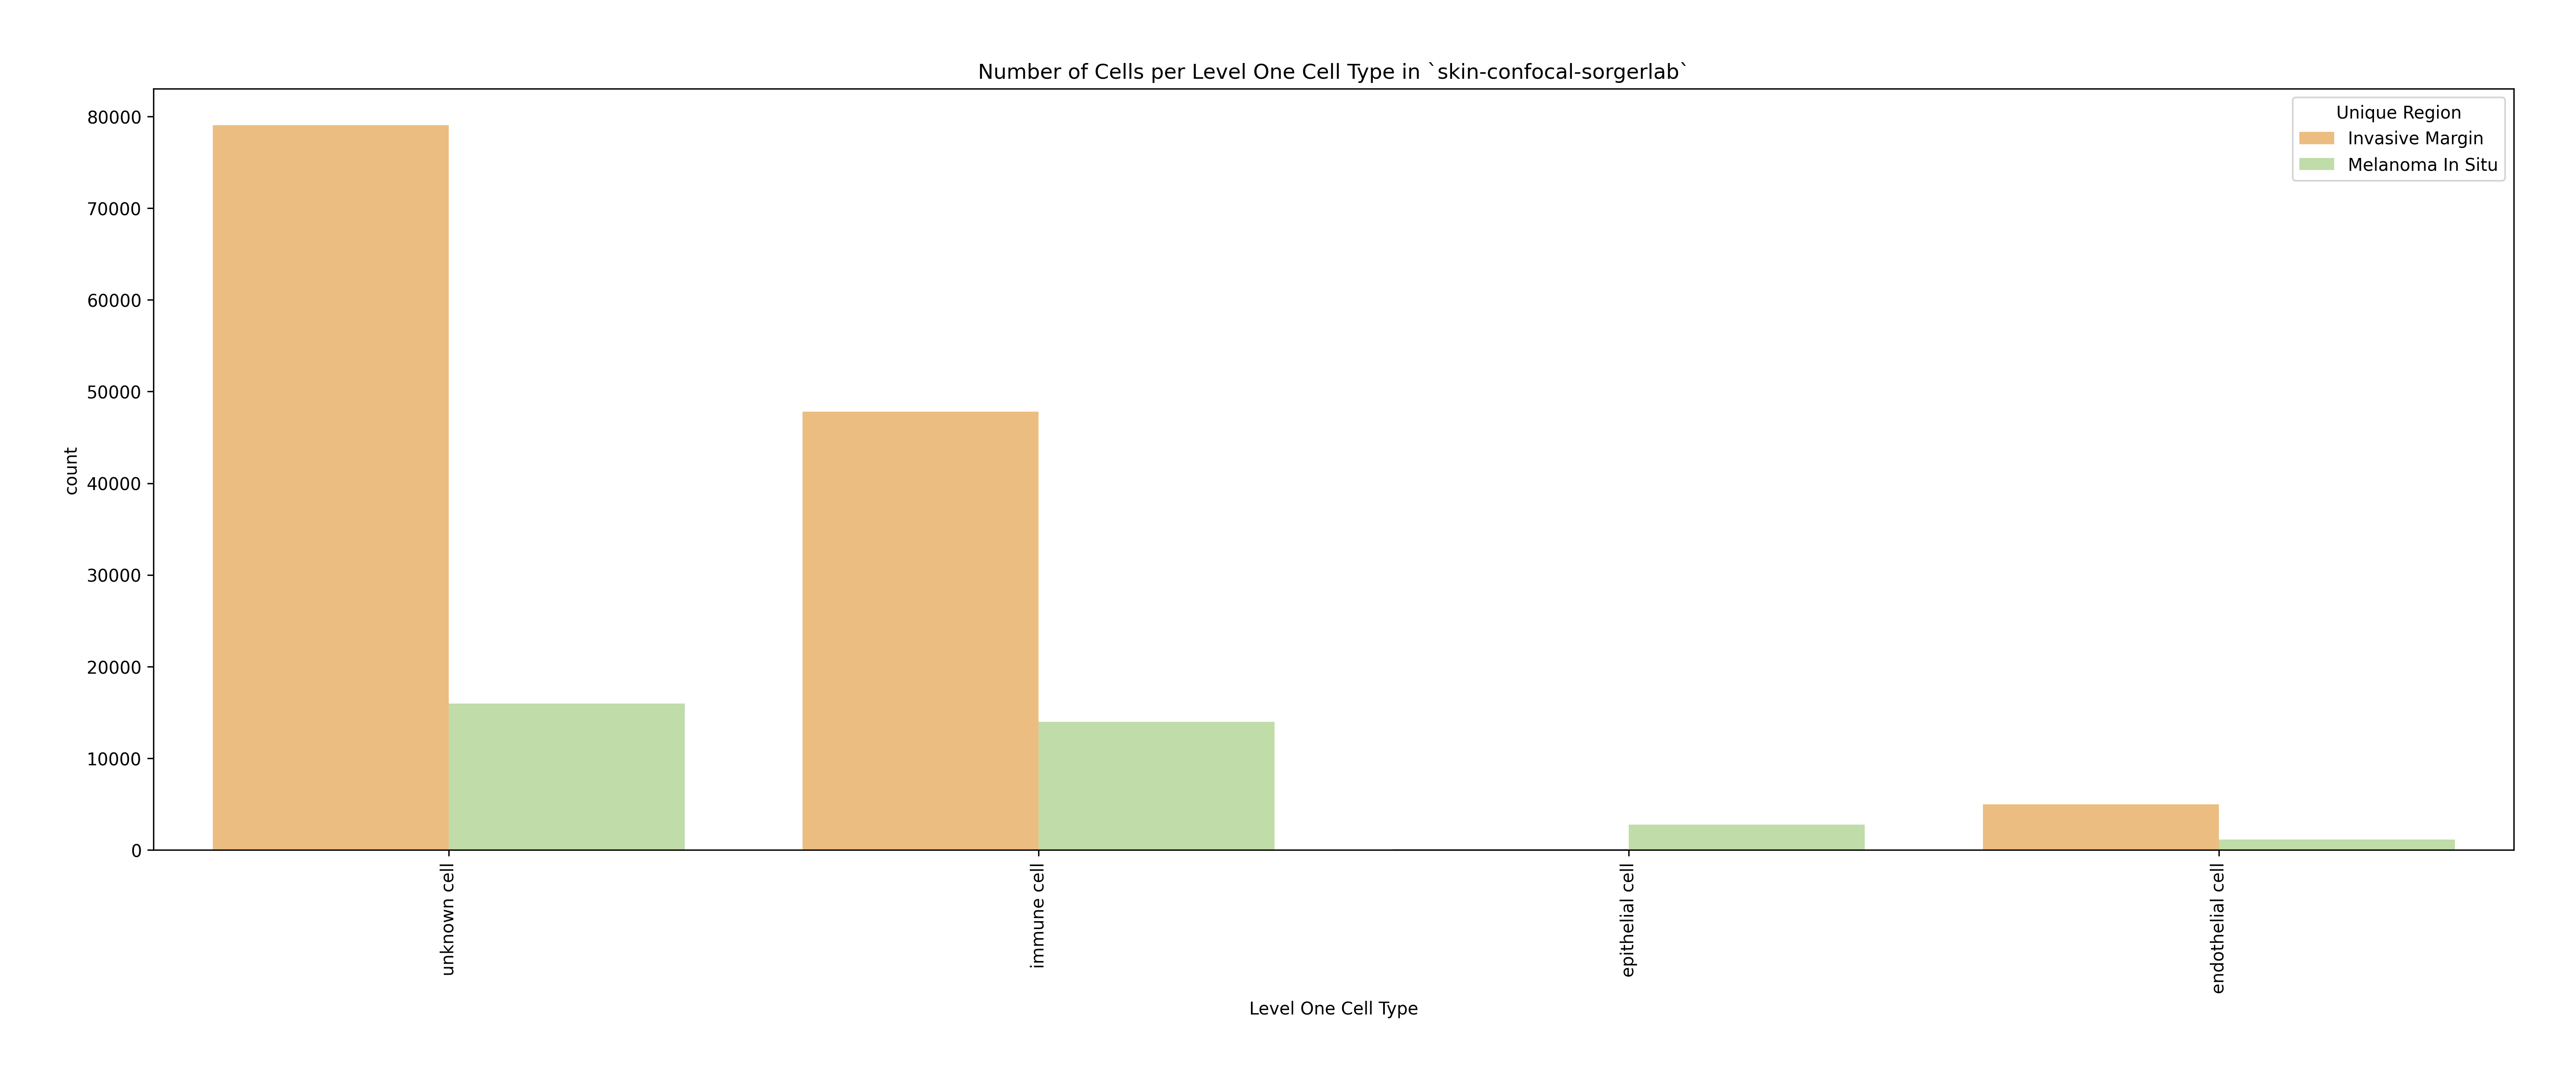 Number of Cells per Level One Cell Type in `skin-confocal-sorgerlab`
Unique Region
Invasive Margin
Melanoma In Situ
80000
70000
60000
50000
40000
30000
20000
10000
0
count
unknown cell
immune cell
epithelial cell
endothelial cell
Level One Cell Type